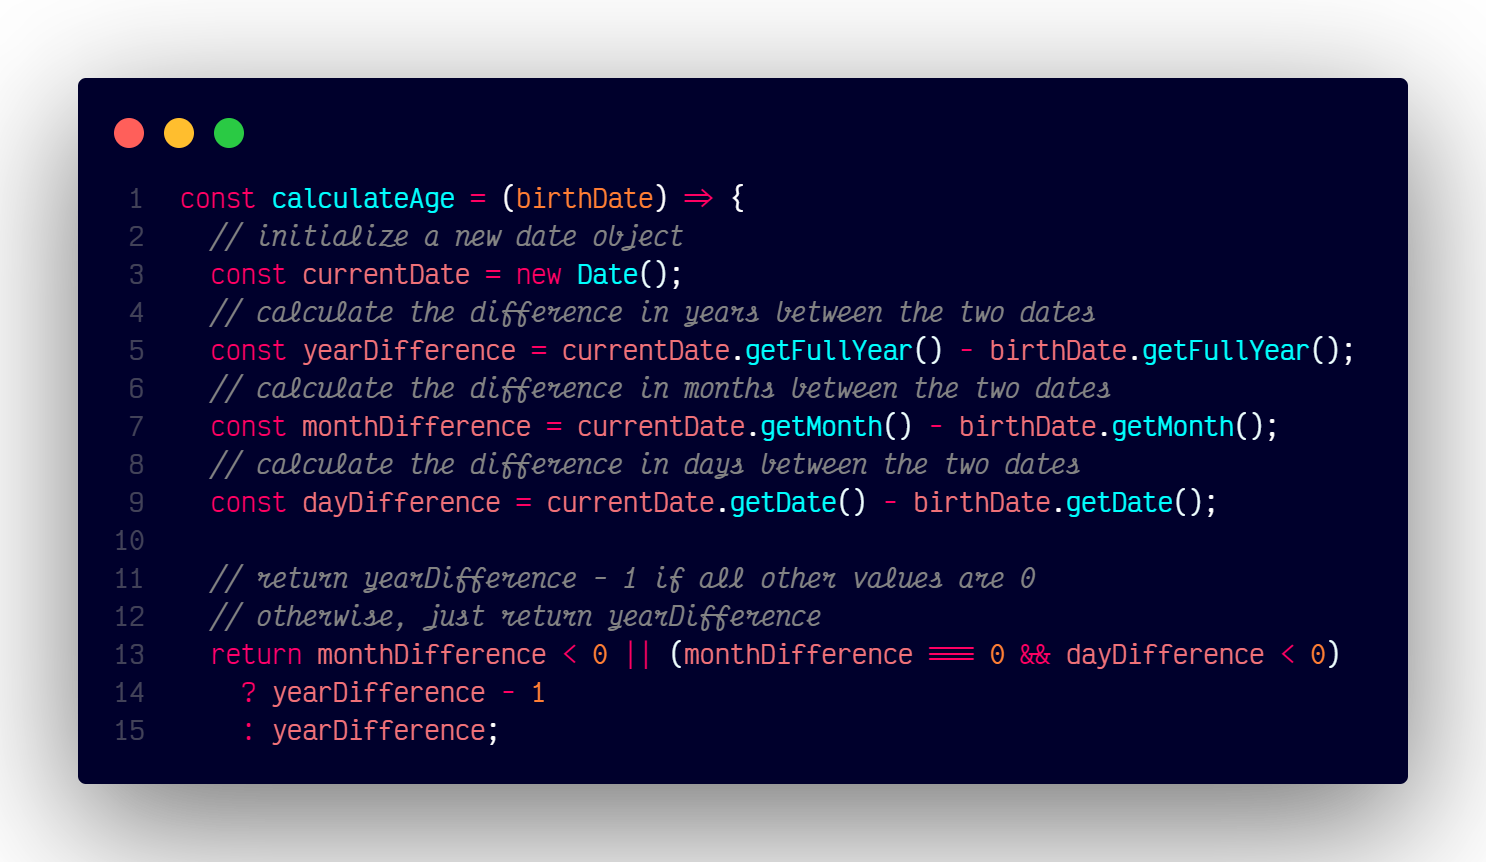 1 const calculateAge = (birthDate) => {
2 // initialize a new date object
3 const currentDate = new Date();
4 // calculate the difference in years between the two dates
5 const yearDifference = currentDate.getFullYear() - birthDate.getFullYear();
6 // calculate the difference in months between the two dates
7 const monthDifference = currentDate.getMonth() - birthDate.getMonth();
8 // calculate the difference in days between the two dates
9 const dayDifference = currentDate.getDate() - birthDate.getDate();
10
11 // return yearDifference - 1 if all other values are 0
12 // otherwise, just return yearDifference
13 return monthDifference < 0 || (monthDifference === 0 && dayDifference < 0)
14 ? yearDifference - 1
15 : yearDifference;